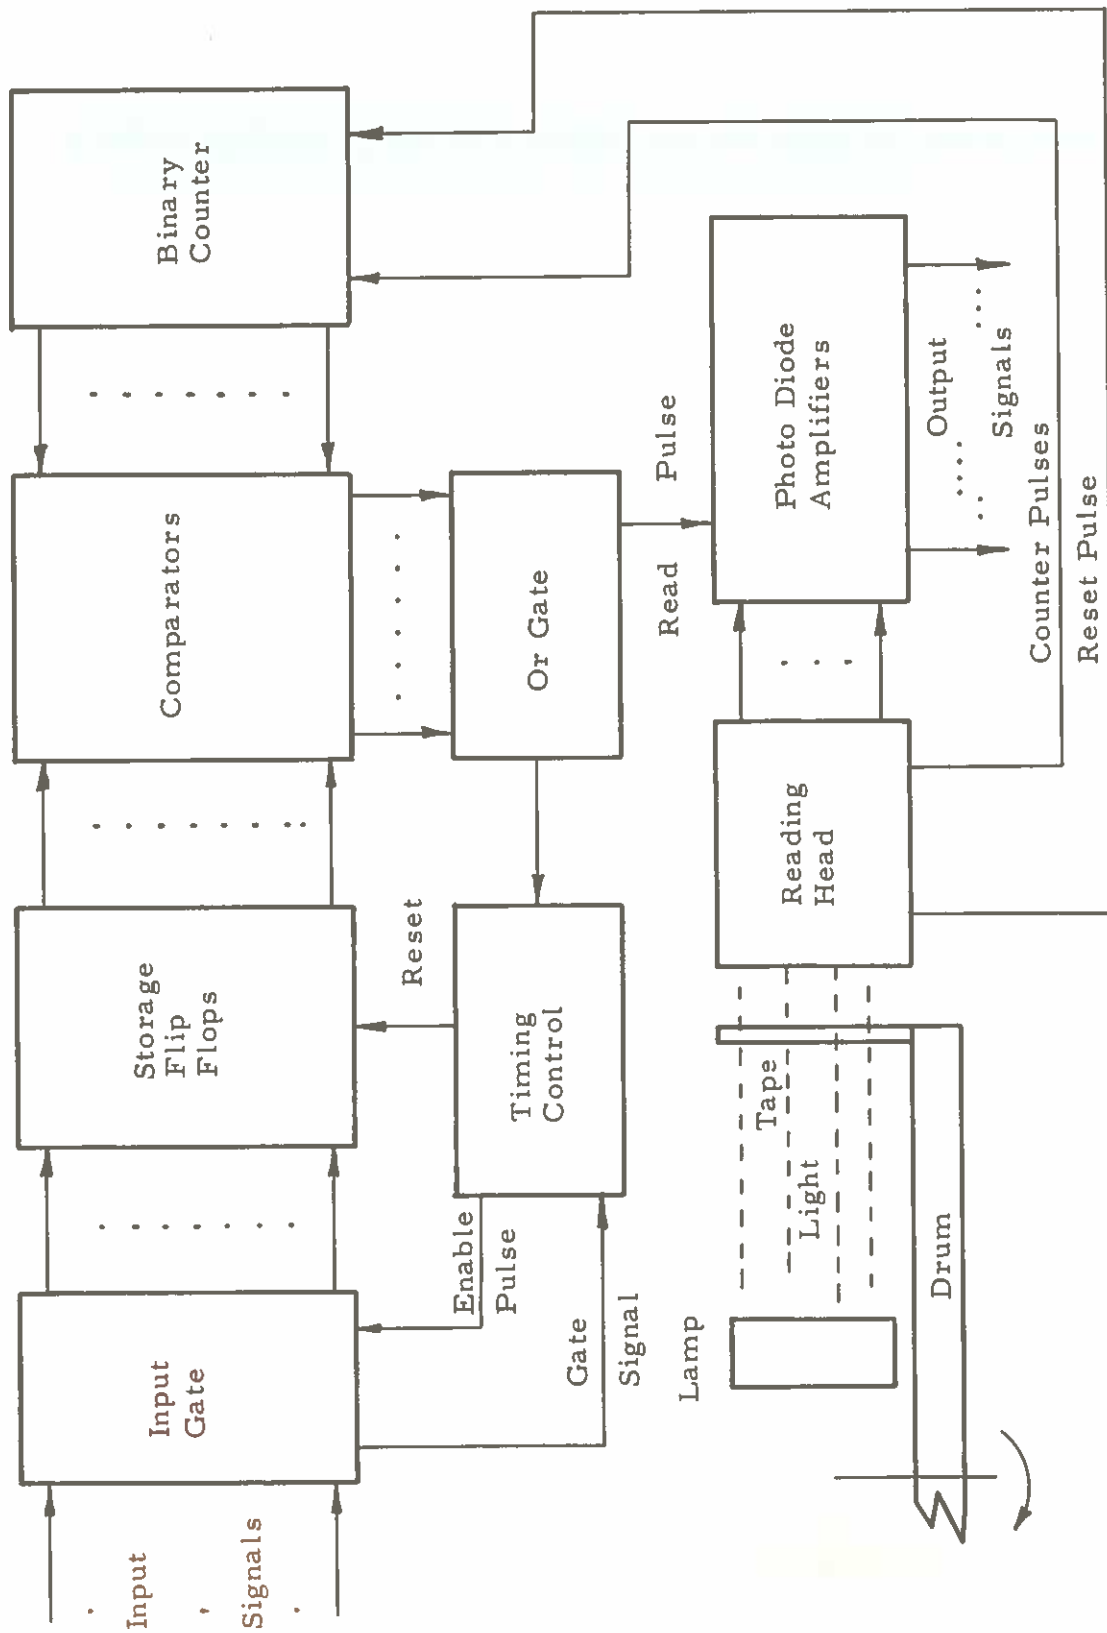 Input
Signals
Input
Gate
Storage
Flip
Flops
Comparators
Binary
Counter
Enable
Pulse
Gate
Signal
Reset
Timing
Control
Or Gate
Read Pulse
Lamp
Light
Tape
Drum
Reading
Head
Photo Diode
Amplifiers
Output
Signals
Counter Pulses
Reset Pulse